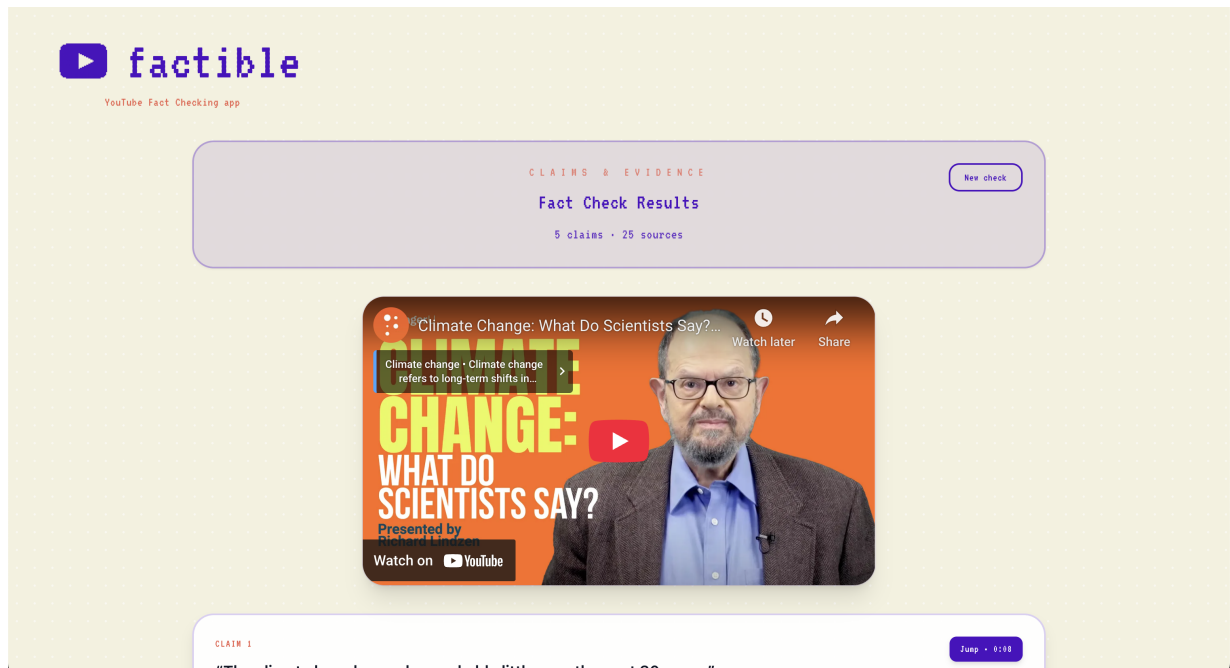 factible
YouTube Fact Checking app
CLAIMS & EVIDENCE
Fact Check Results
5 claims · 25 sources
New check
Climate Change: What Do Scientists Say?...
Watch later
Share
Climate change • Climate change
refers to long-term shifts in...
CLIMATE
CHANGE:
WHAT DO
SCIENTISTS SAY?
Presented by
Richard Lindzen
Watch on YouTube
CLAIM 1
Jump • 0:08